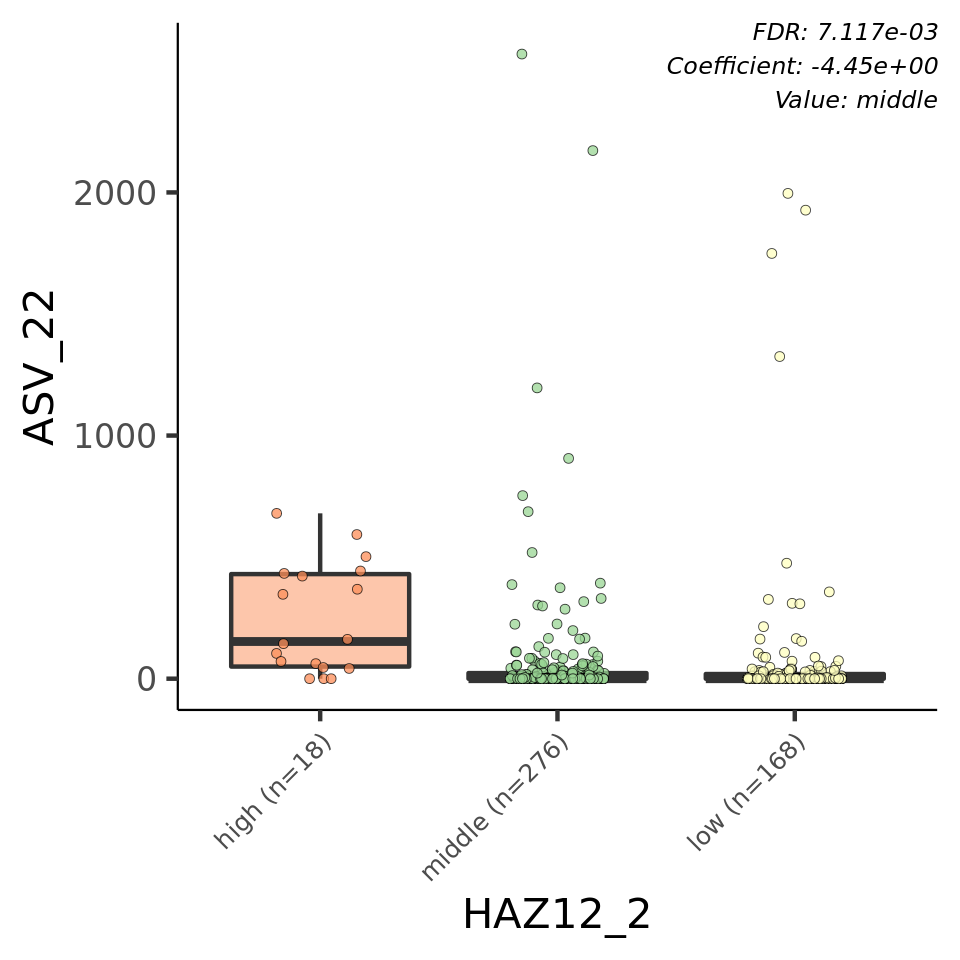 FDR: 7.117e-03
Coefficient: -4.45e+00
Value: middle
ASV_22
2000
1000
0
high (n=18)
middle (n=276)
low (n=168)
HAZ12_2